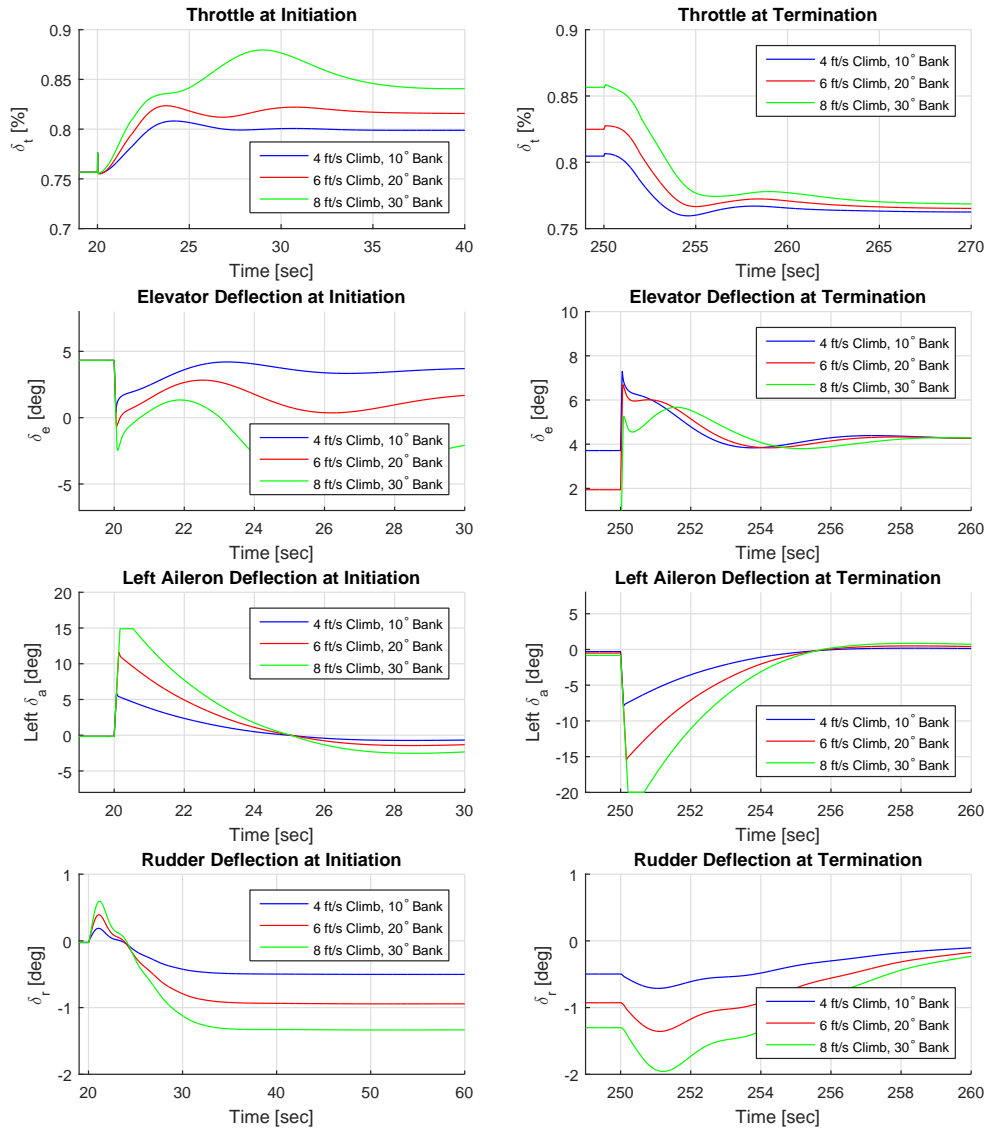 Throttle at Initiation
0.9
0.85
0.8
0.75
0.7
δt [%]
4 ft/s Climb, 10° Bank
6 ft/s Climb, 20° Bank
8 ft/s Climb, 30° Bank
20 25 30 35 40
Time [sec]
Throttle at Termination
0.9
0.85
0.8
0.75
δt [%]
4 ft/s Climb, 10° Bank
6 ft/s Climb, 20° Bank
8 ft/s Climb, 30° Bank
250 255 260 265 270
Time [sec]
Elevator Deflection at Initiation
5
0
-5
δe [deg]
4 ft/s Climb, 10° Bank
6 ft/s Climb, 20° Bank
8 ft/s Climb, 30° Bank
20 22 24 26 28 30
Time [sec]
Elevator Deflection at Termination
10
8
6
4
2
δe [deg]
4 ft/s Climb, 10° Bank
6 ft/s Climb, 20° Bank
8 ft/s Climb, 30° Bank
250 252 254 256 258 260
Time [sec]
Left Aileron Deflection at Initiation
20
15
10
5
0
-5
Left δa [deg]
4 ft/s Climb, 10° Bank
6 ft/s Climb, 20° Bank
8 ft/s Climb, 30° Bank
20 22 24 26 28 30
Time [sec]
Left Aileron Deflection at Termination
5
0
-5
-10
-15
-20
Left δa [deg]
4 ft/s Climb, 10° Bank
6 ft/s Climb, 20° Bank
8 ft/s Climb, 30° Bank
250 252 254 256 258 260
Time [sec]
Rudder Deflection at Initiation
1
0
-1
-2
δr [deg]
4 ft/s Climb, 10° Bank
6 ft/s Climb, 20° Bank
8 ft/s Climb, 30° Bank
20 30 40 50 60
Time [sec]
Rudder Deflection at Termination
1
0
-1
-2
δr [deg]
4 ft/s Climb, 10° Bank
6 ft/s Climb, 20° Bank
8 ft/s Climb, 30° Bank
250 252 254 256 258 260
Time [sec]